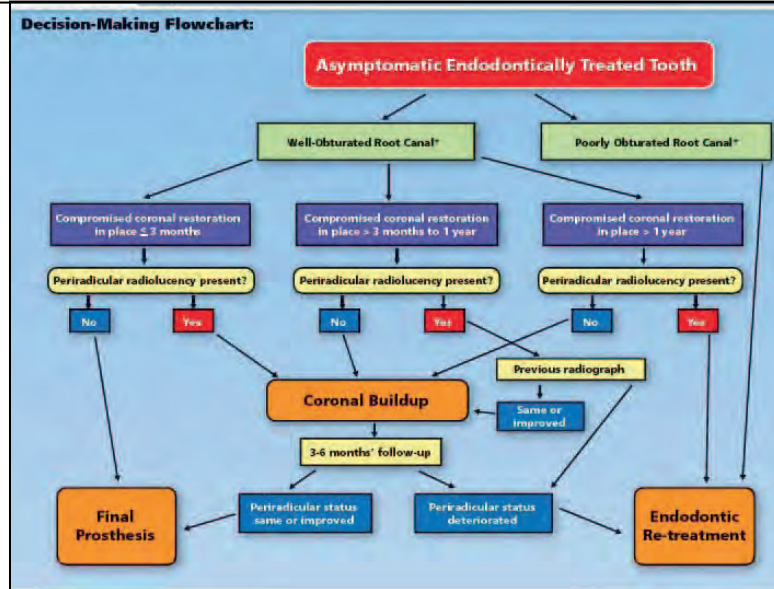 Decision-Making Flowchart:
Asymptomatic Endodontically Treated Tooth
Well-Obturated Root Canal*
Poorly Obturated Root Canal*
Compromised coronal restoration
in place ≤ 3 months
Compromised coronal restoration
in place > 3 months to 1 year
Compromised coronal restoration
in place > 1 year
Periradicular radiolucency present?
Periradicular radiolucency present?
Periradicular radiolucency present?
No
Yes
No
Yes
No
Yes
Previous radiograph
Coronal Buildup
Same or
improved
3-6 months' follow-up
Final
Prosthesis
Periradicular status
same or improved
Periradicular status
deteriorated
Endodontic
Re-treatment